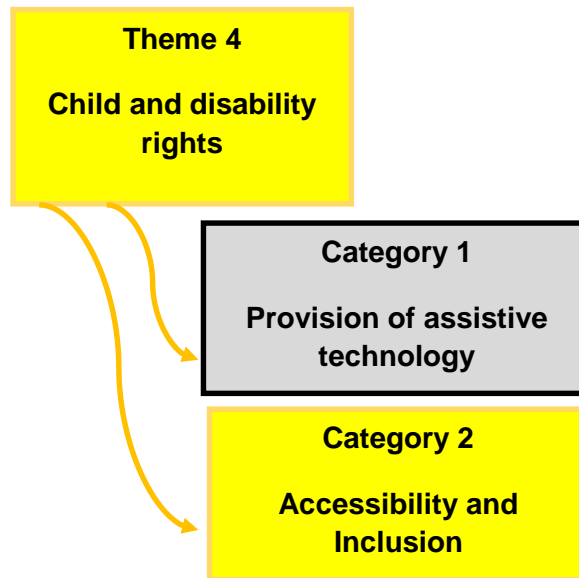 Theme 4
Child and disability
rights
Category 1
Provision of assistive
technology
Category 2
Accessibility and
Inclusion